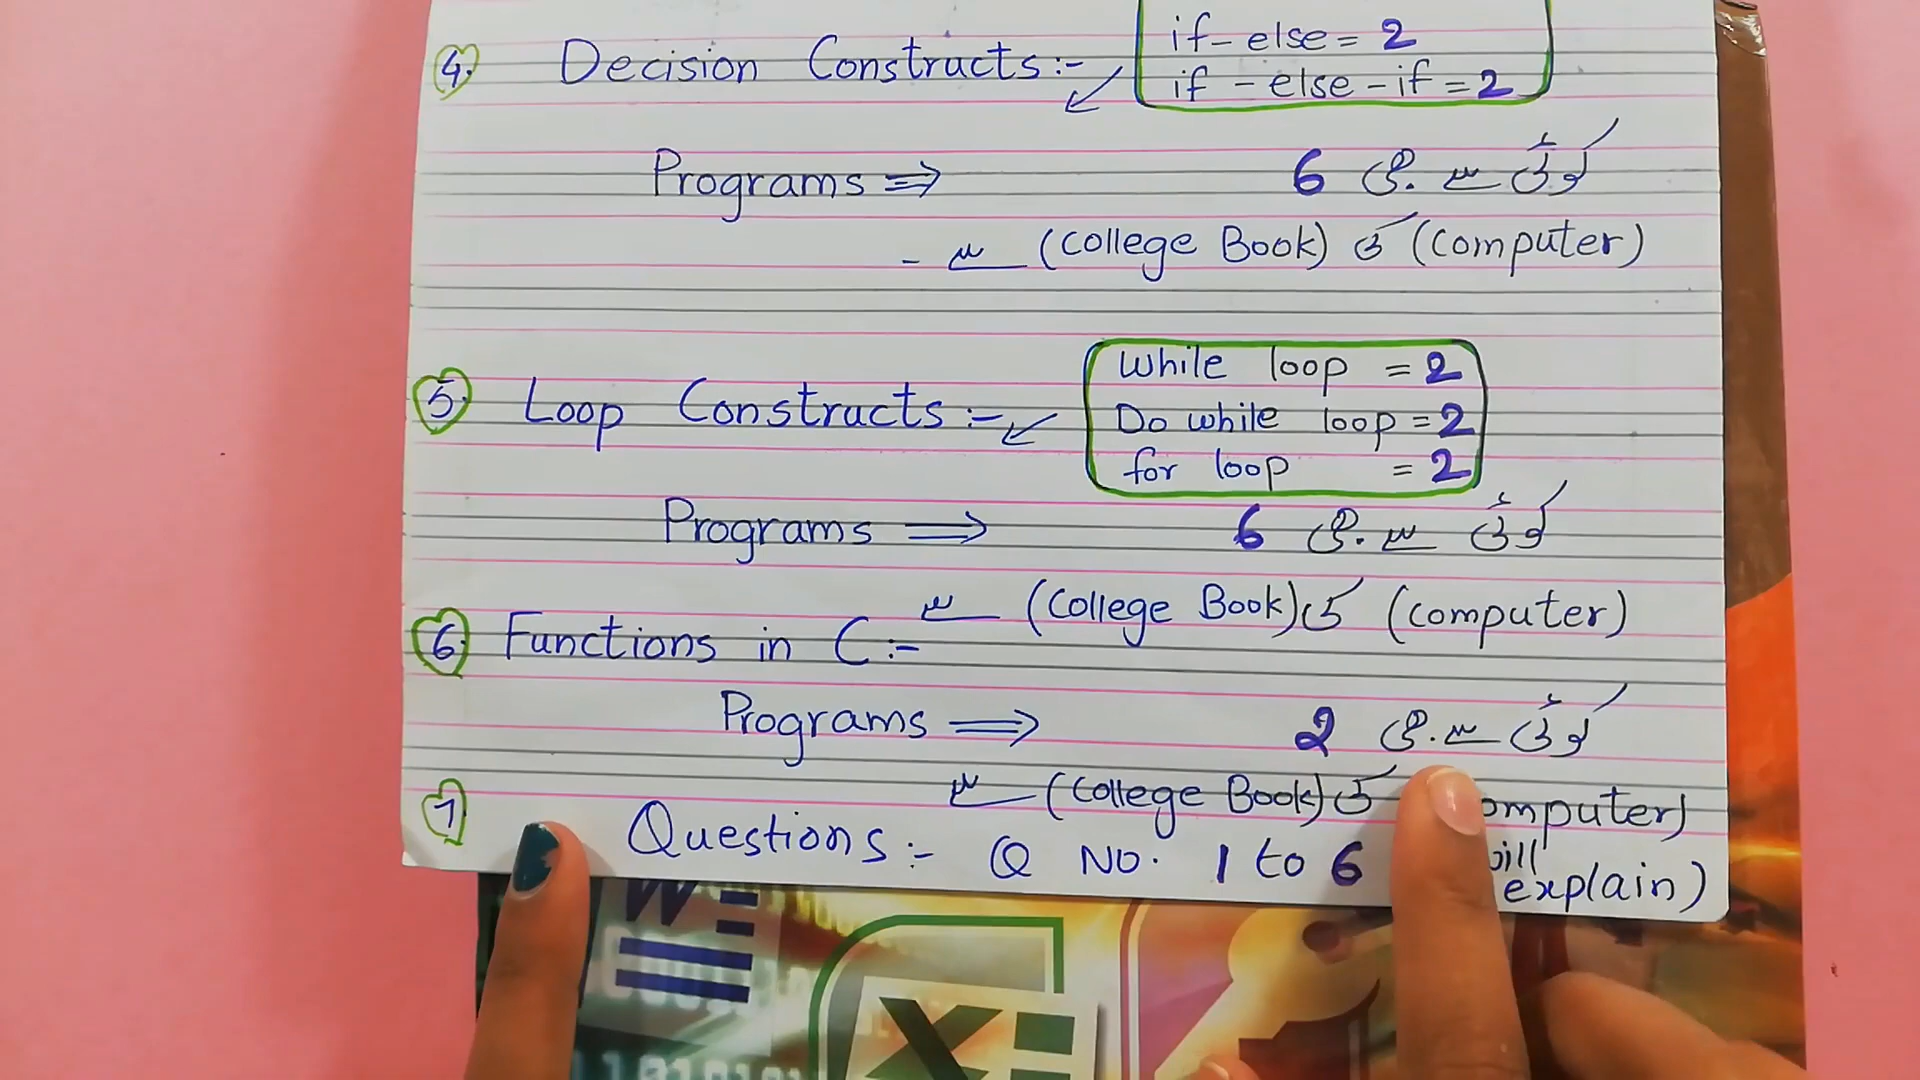 if - else = 2
4. Decision Constructs :-
if - else - if = 2
Programs ⇒ کوئی سے 6
(Computer) کی (College Book) سے -
While loop = 2
5. Loop Constructs :-
Do while loop = 2
for loop = 2
Programs ⇒ کوئی سے 6
(Computer) کی (College Book) سے
6. Functions in C :-
Programs ⇒ کوئی سے 2
omputer) کی (College Book) سے
7. Questions :- Q No. 1 to 6
will
explain)
W
X